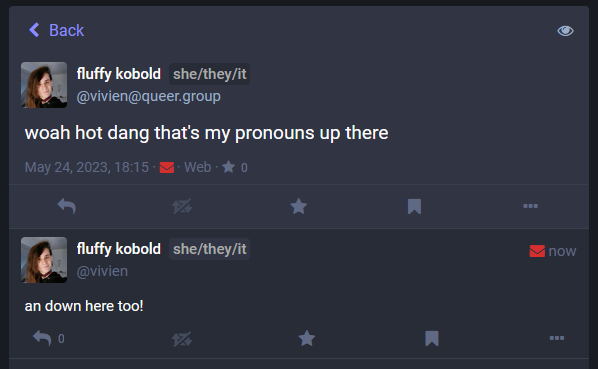 Back
fluffy kobold she/they/it
@vivien@queer.group
woah hot dang that's my pronouns up there
May 24, 2023, 18:15 · · Web · 0
fluffy kobold she/they/it
now
@vivien
an down here too!
0